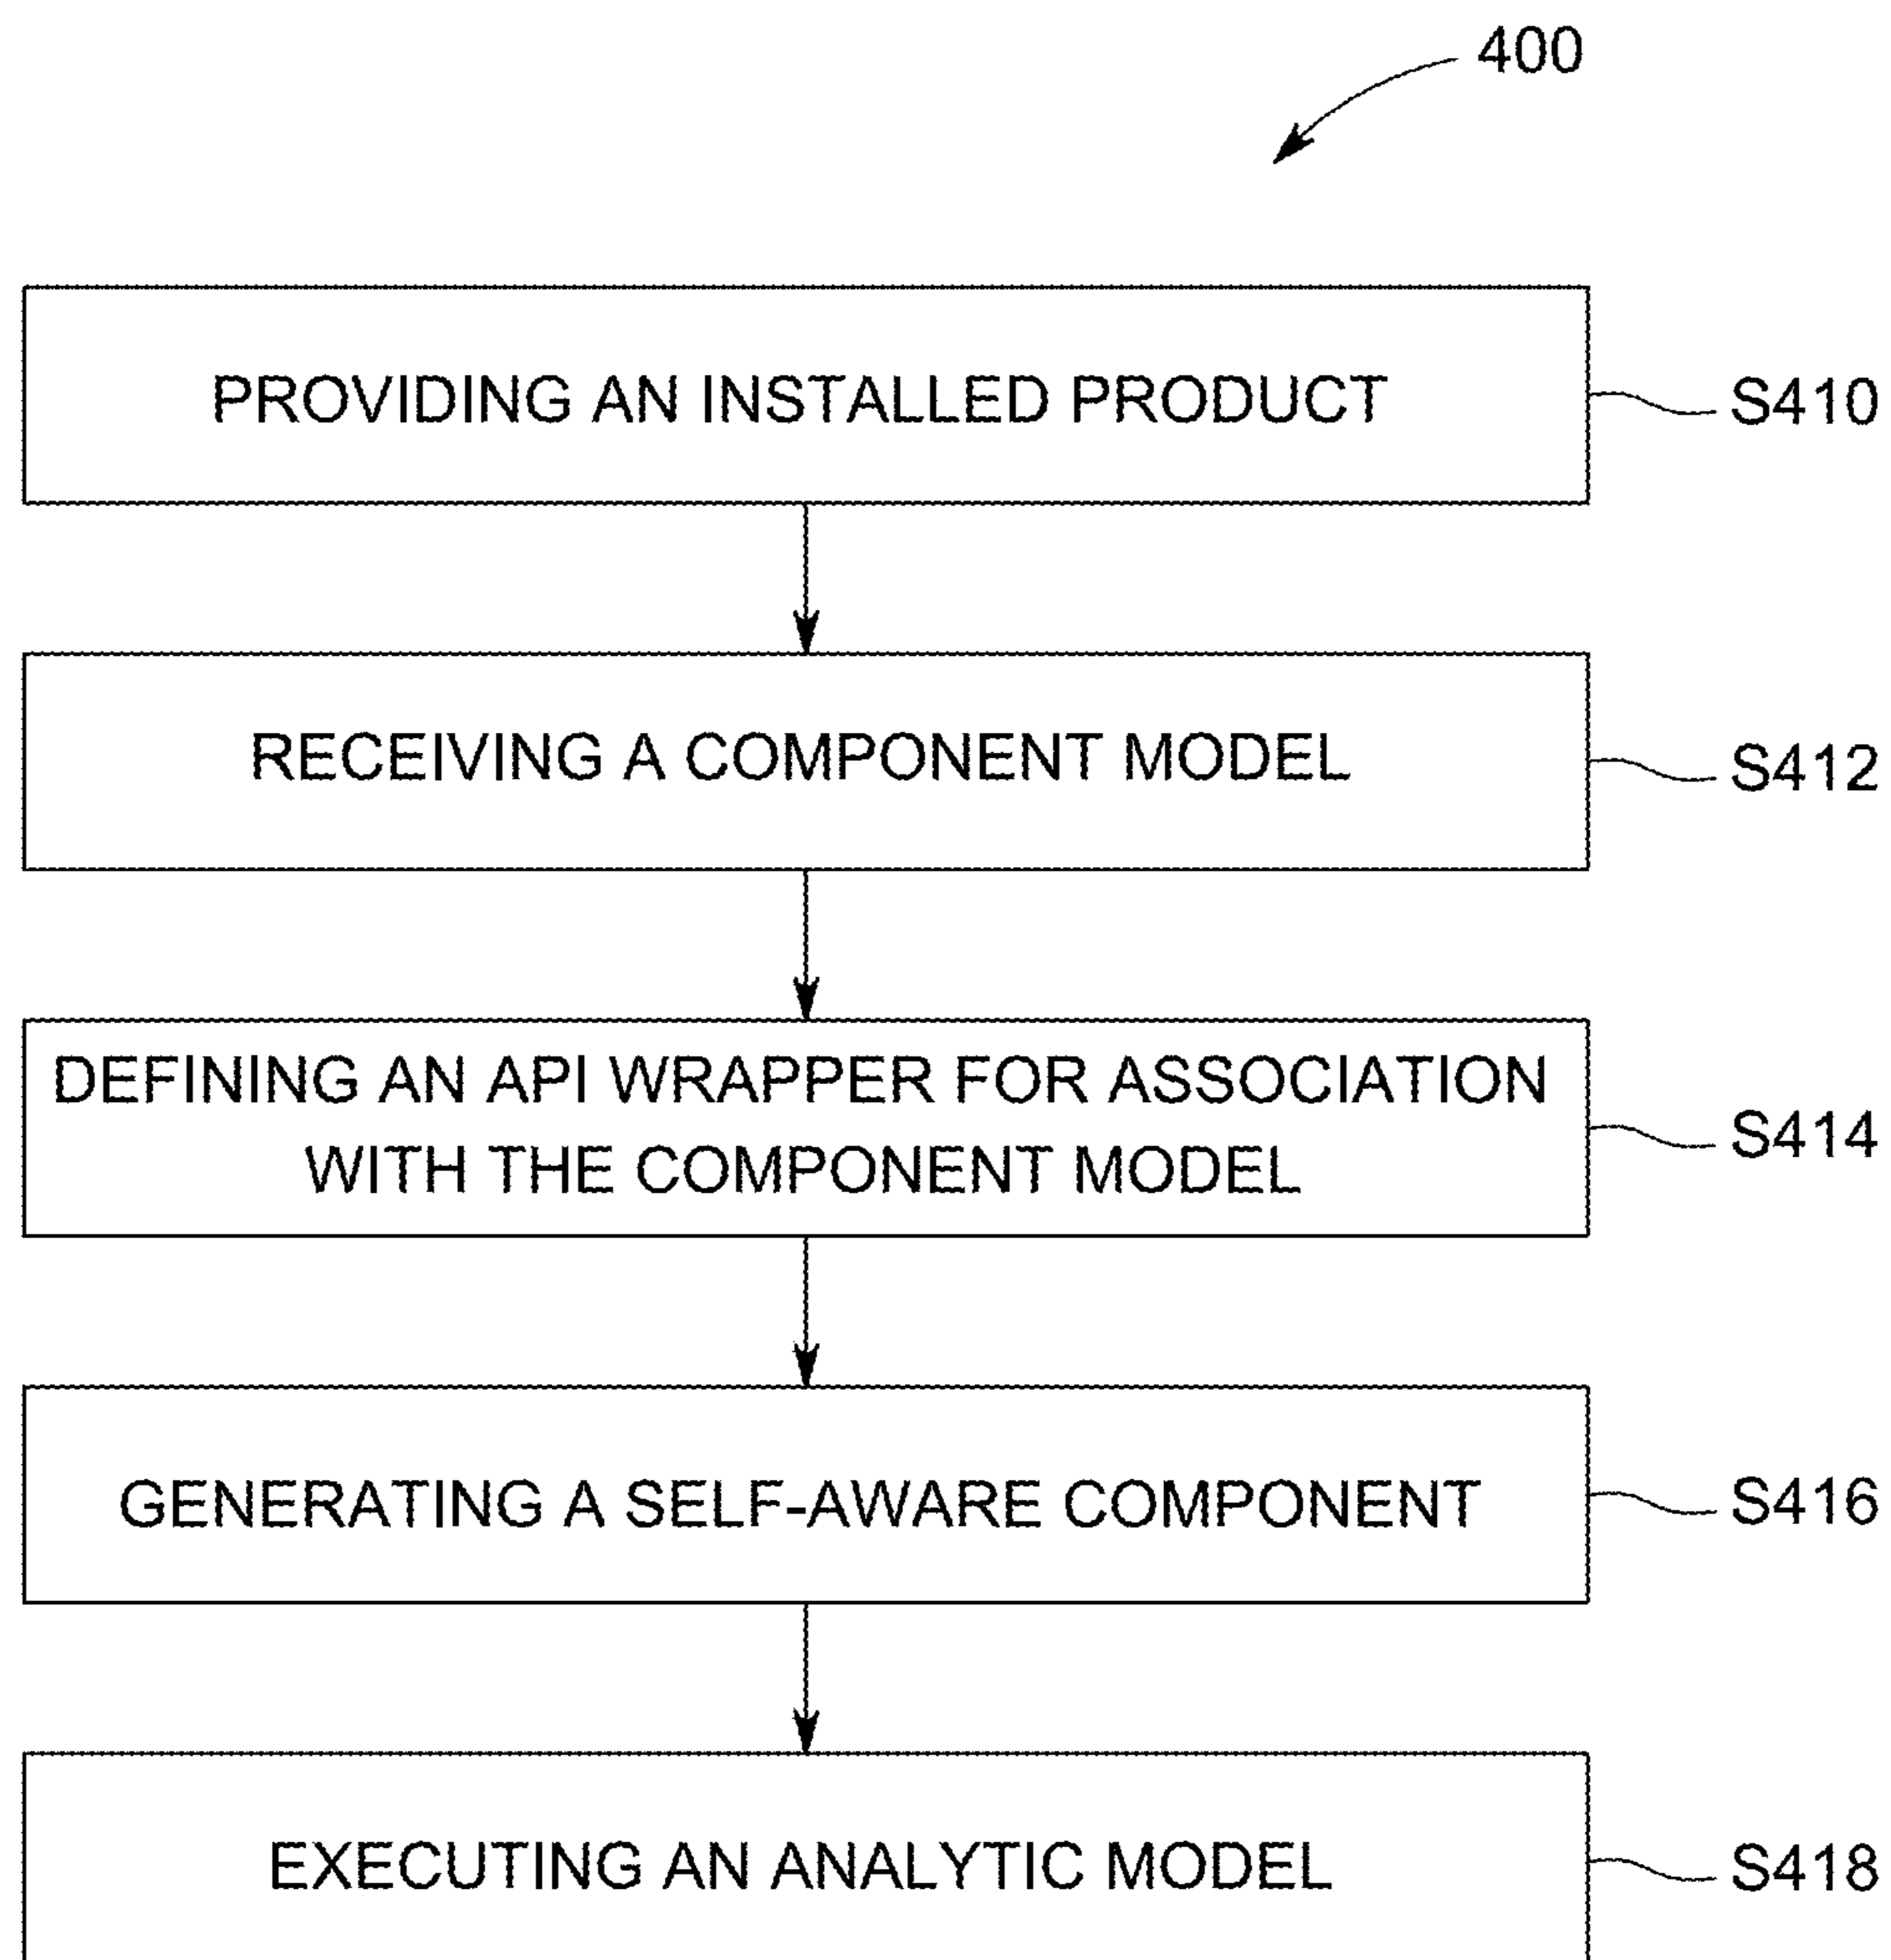 400
PROVIDING AN INSTALLED PRODUCT
S410
RECEIVING A COMPONENT MODEL
S412
DEFINING AN API WRAPPER FOR ASSOCIATION
WITH THE COMPONENT MODEL
S414
GENERATING A SELF-AWARE COMPONENT
S416
EXECUTING AN ANALYTIC MODEL
S418